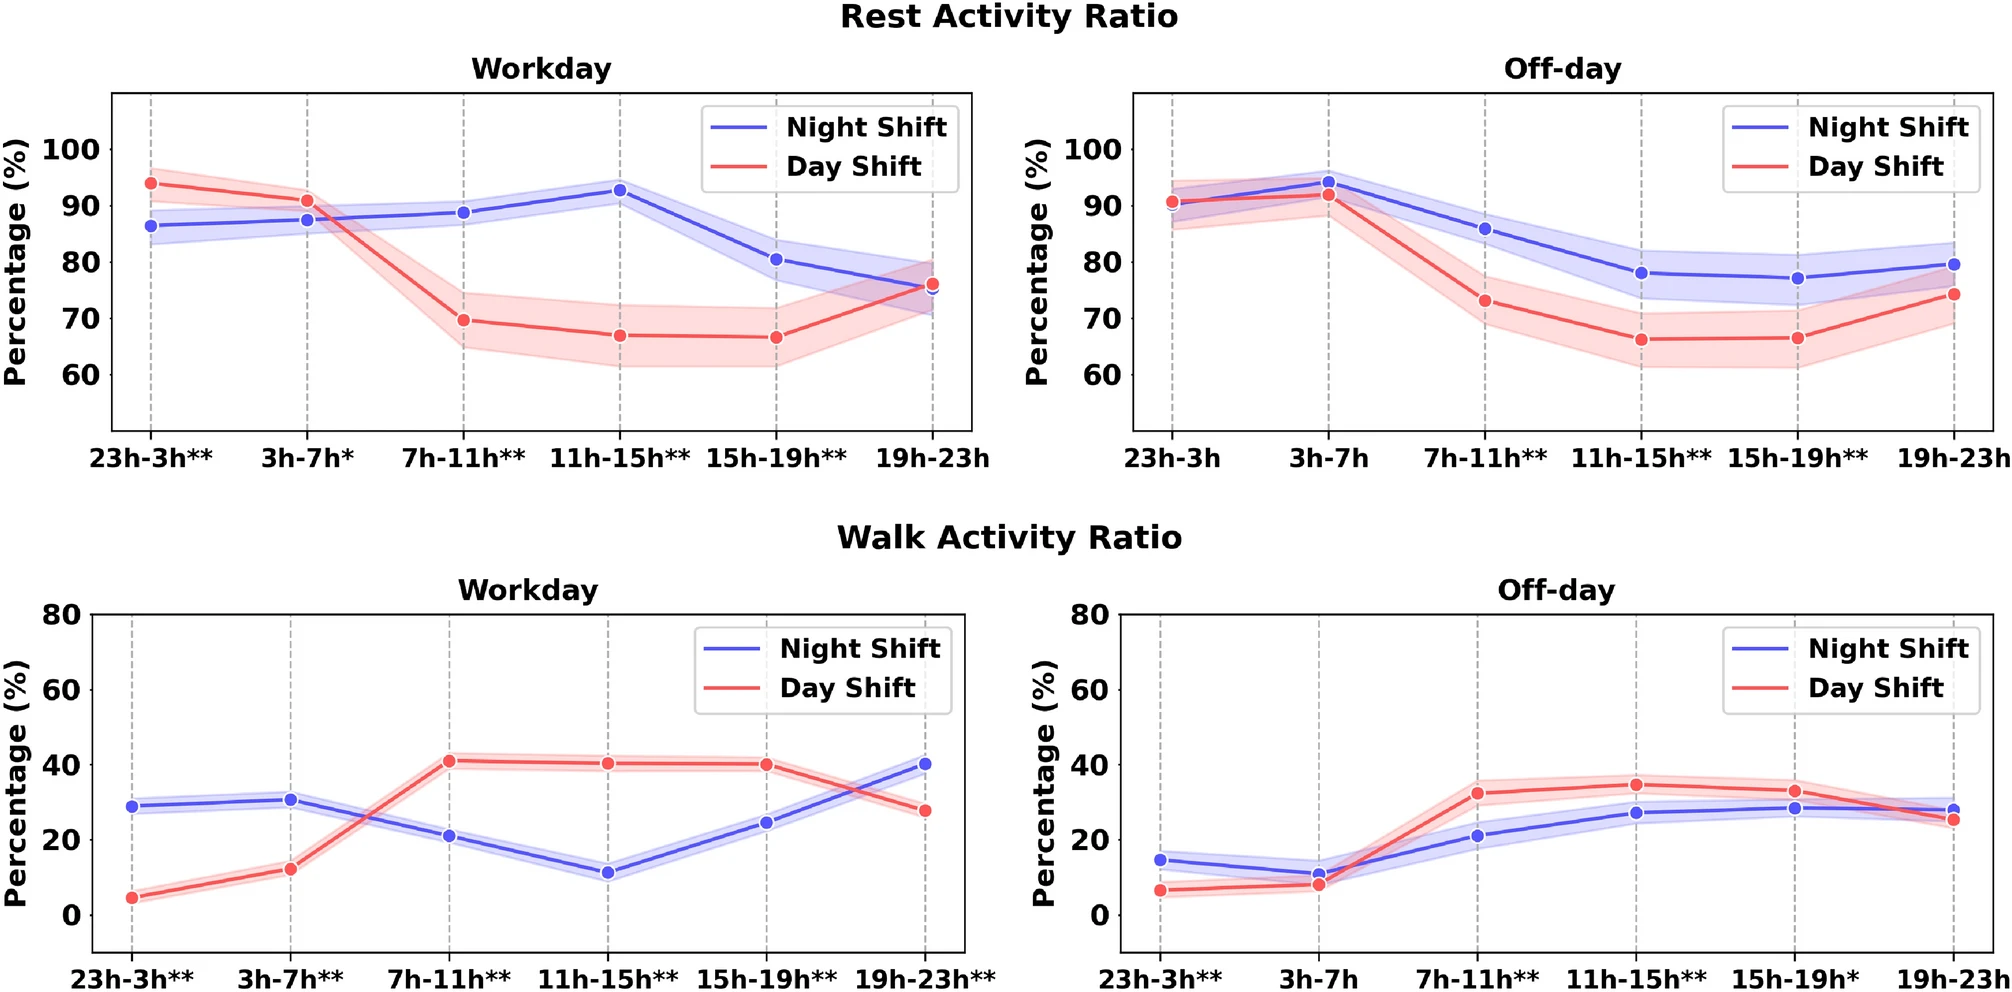 Rest Activity Ratio
Workday
Percentage (%)
100
90
80
70
60
Night Shift
Day Shift
23h-3h** 3h-7h* 7h-11h** 11h-15h** 15h-19h** 19h-23h
Off-day
Percentage (%)
100
90
80
70
60
Night Shift
Day Shift
23h-3h 3h-7h 7h-11h** 11h-15h** 15h-19h** 19h-23h
Walk Activity Ratio
Workday
Percentage (%)
80
60
40
20
0
Night Shift
Day Shift
23h-3h** 3h-7h** 7h-11h** 11h-15h** 15h-19h** 19h-23h**
Off-day
Percentage (%)
80
60
40
20
0
Night Shift
Day Shift
23h-3h** 3h-7h 7h-11h** 11h-15h** 15h-19h* 19h-23h